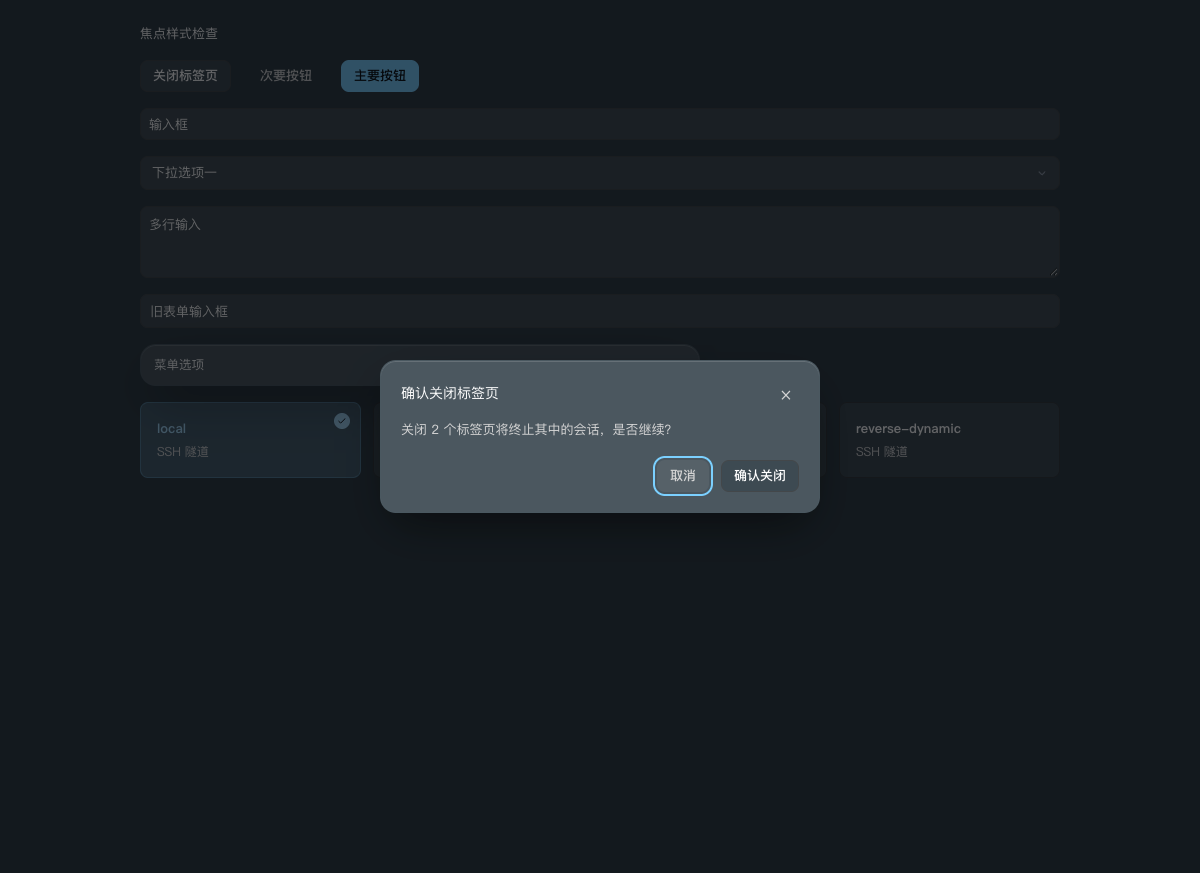 焦点样式检查
关闭标签页 次要按钮 主要按钮
输入框
下拉选项一
多行输入
旧表单输入框
菜单选项
确认关闭标签页
关闭 2 个标签页将终止其中的会话，是否继续？
取消 确认关闭
local
SSH 隧道
reverse-dynamic
SSH 隧道